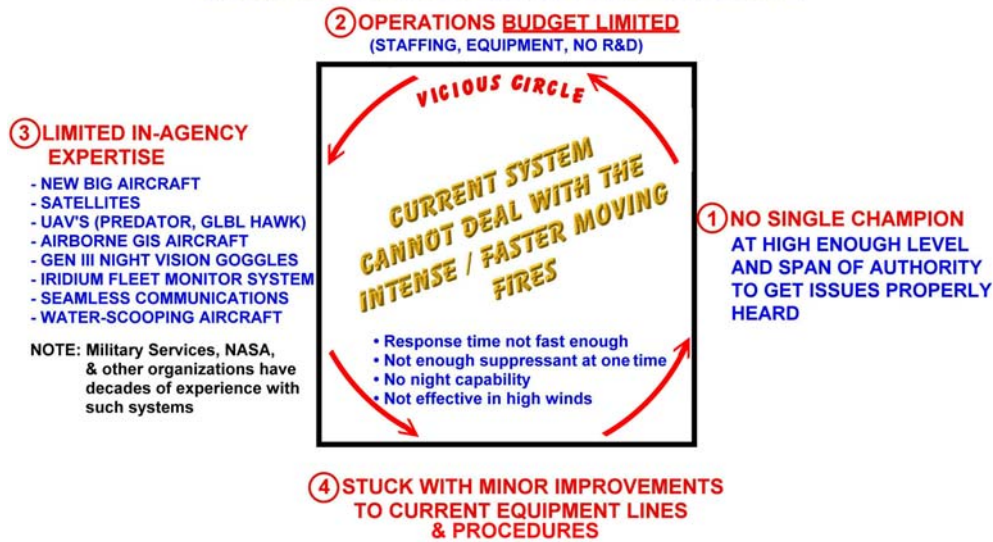 ② OPERATIONS BUDGET LIMITED
(STAFFING, EQUIPMENT, NO R&D)
VICIOUS CIRCLE
③ LIMITED IN-AGENCY
EXPERTISE
- NEW BIG AIRCRAFT
- SATELLITES
- UAV'S (PREDATOR, GLBL HAWK)
- AIRBORNE GIS AIRCRAFT
- GEN III NIGHT VISION GOGGLES
- IRIDIUM FLEET MONITOR SYSTEM
- SEAMLESS COMMUNICATIONS
- WATER-SCOOPING AIRCRAFT
NOTE: Military Services, NASA,
& other organizations have
decades of experience with
such systems
CURRENT SYSTEM
CANNOT DEAL WITH THE
INTENSE / FASTER MOVING
FIRES
• Response time not fast enough
• Not enough suppressant at one time
• No night capability
• Not effective in high winds
① NO SINGLE CHAMPION
AT HIGH ENOUGH LEVEL
AND SPAN OF AUTHORITY
TO GET ISSUES PROPERLY
HEARD
④ STUCK WITH MINOR IMPROVEMENTS
TO CURRENT EQUIPMENT LINES
& PROCEDURES